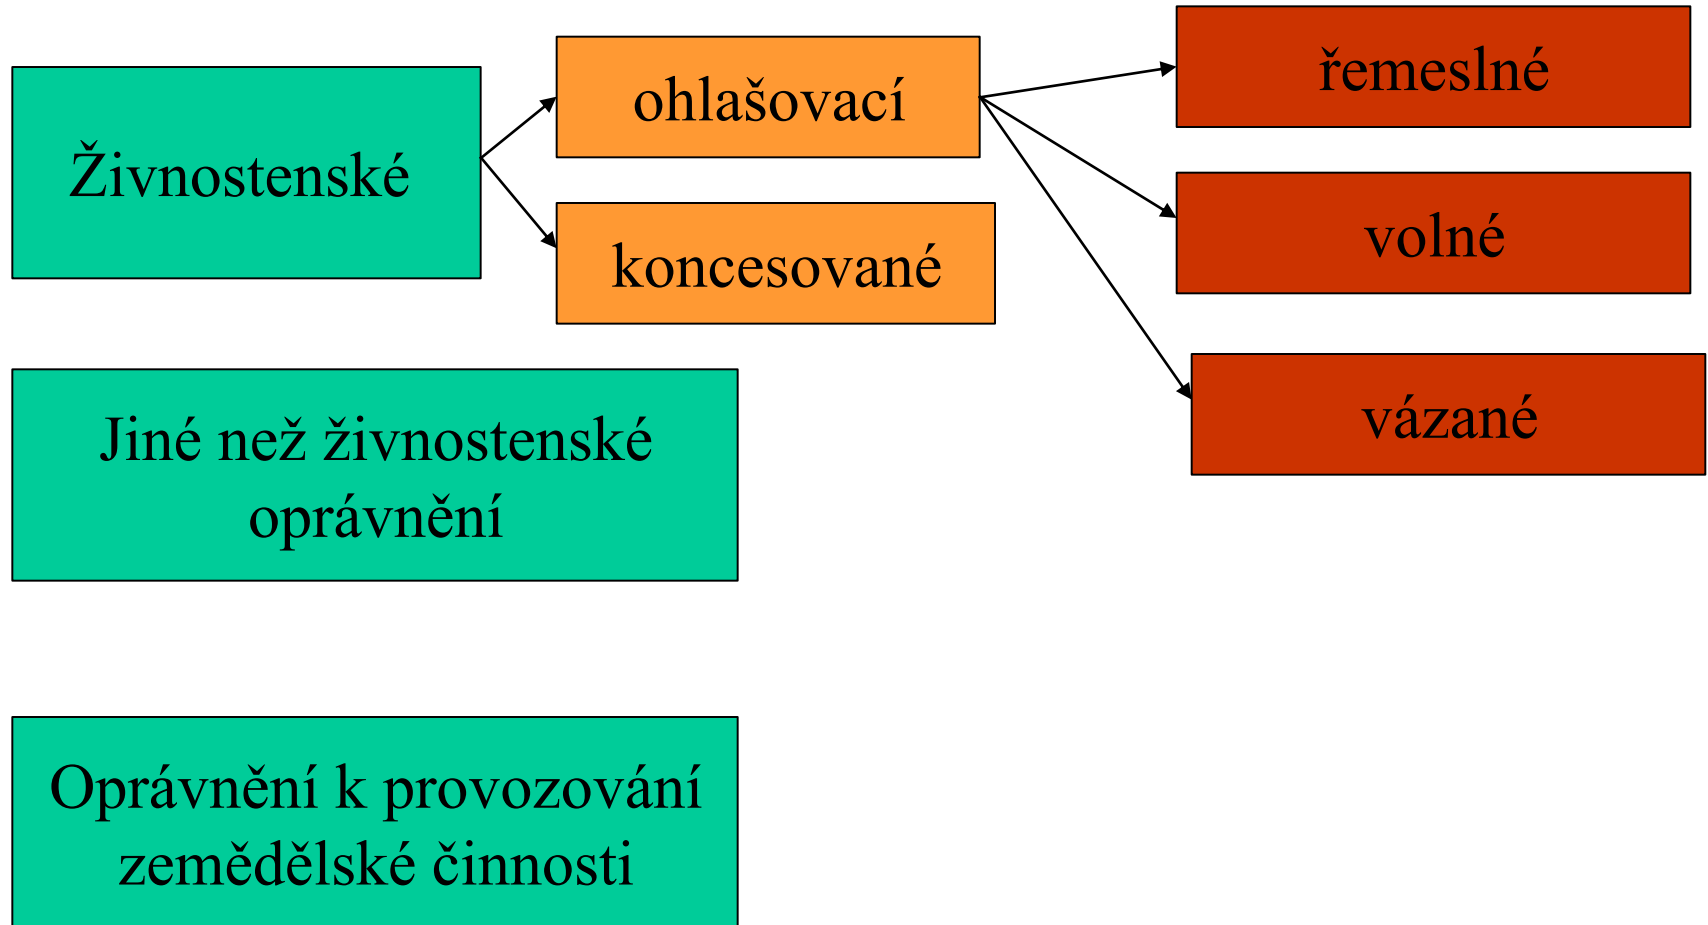 Živnostenské
ohlašovací
koncesované
řemeslné
volné
vázané
Jiné než živnostenské
oprávnění
Oprávnění k provozování
zemědělské činnosti